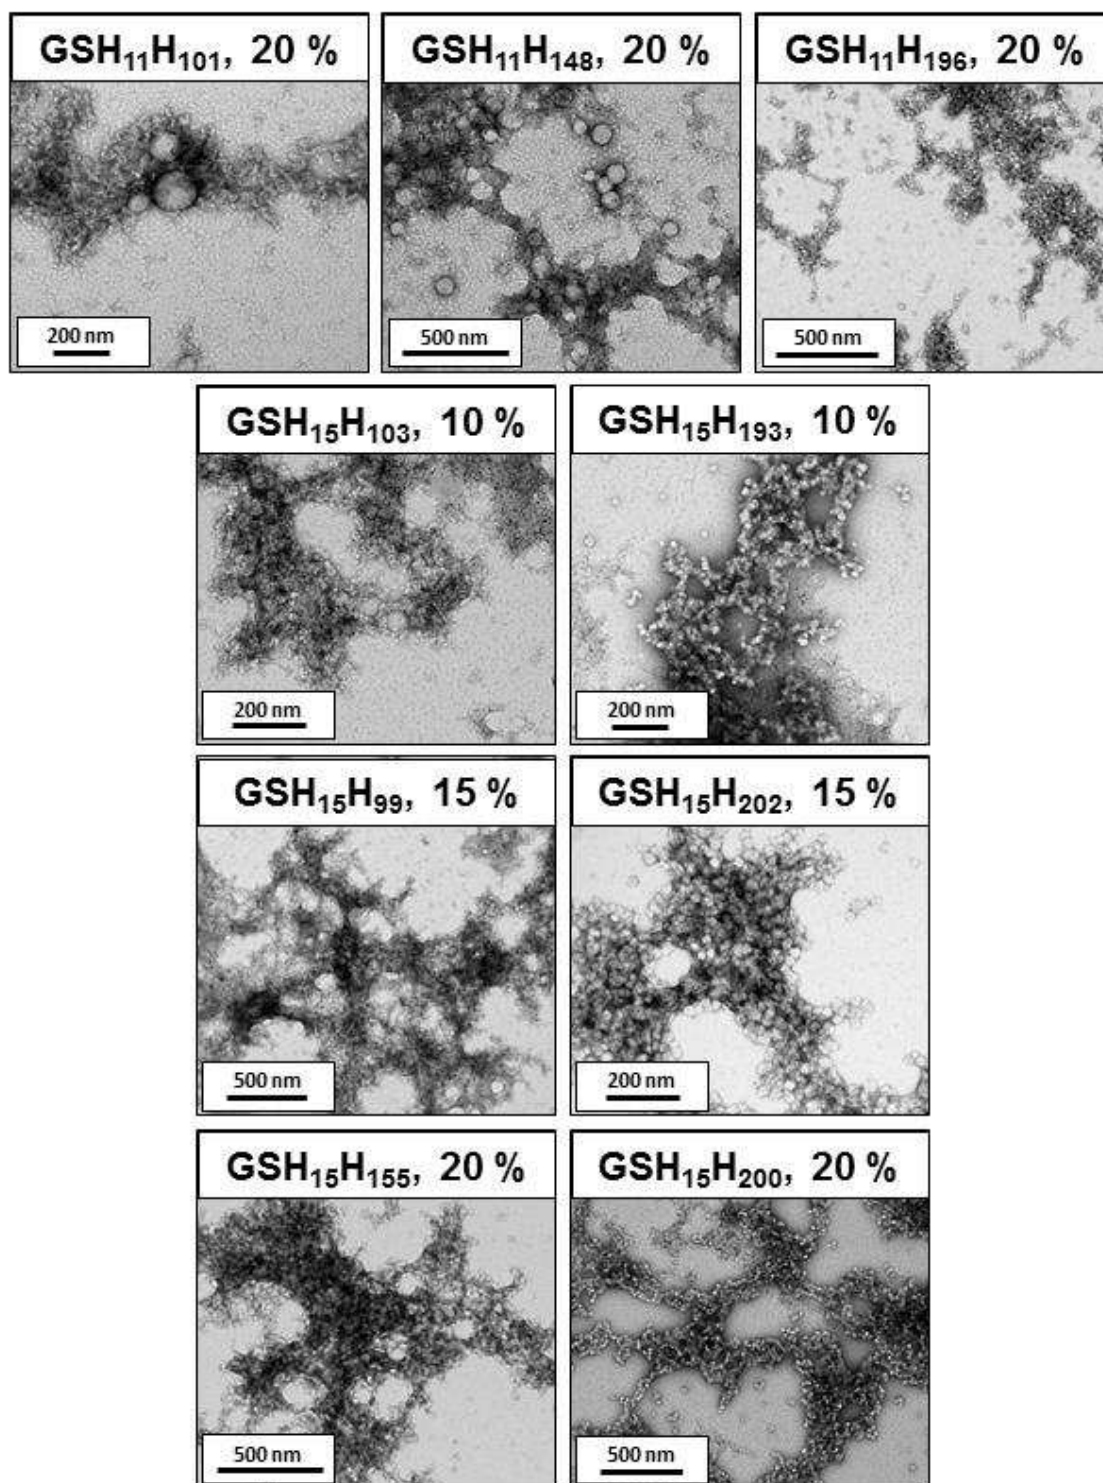 GSH₁₁H₁₀₁, 20 %
GSH₁₁H₁₄₈, 20 %
GSH₁₁H₁₉₆, 20 %
200 nm
500 nm
500 nm
GSH₁₅H₁₀₃, 10 %
GSH₁₅H₁₉₃, 10 %
200 nm
200 nm
GSH₁₅H₉₉, 15 %
GSH₁₅H₂₀₂, 15 %
500 nm
200 nm
GSH₁₅H₁₅₅, 20 %
GSH₁₅H₂₀₀, 20 %
500 nm
500 nm